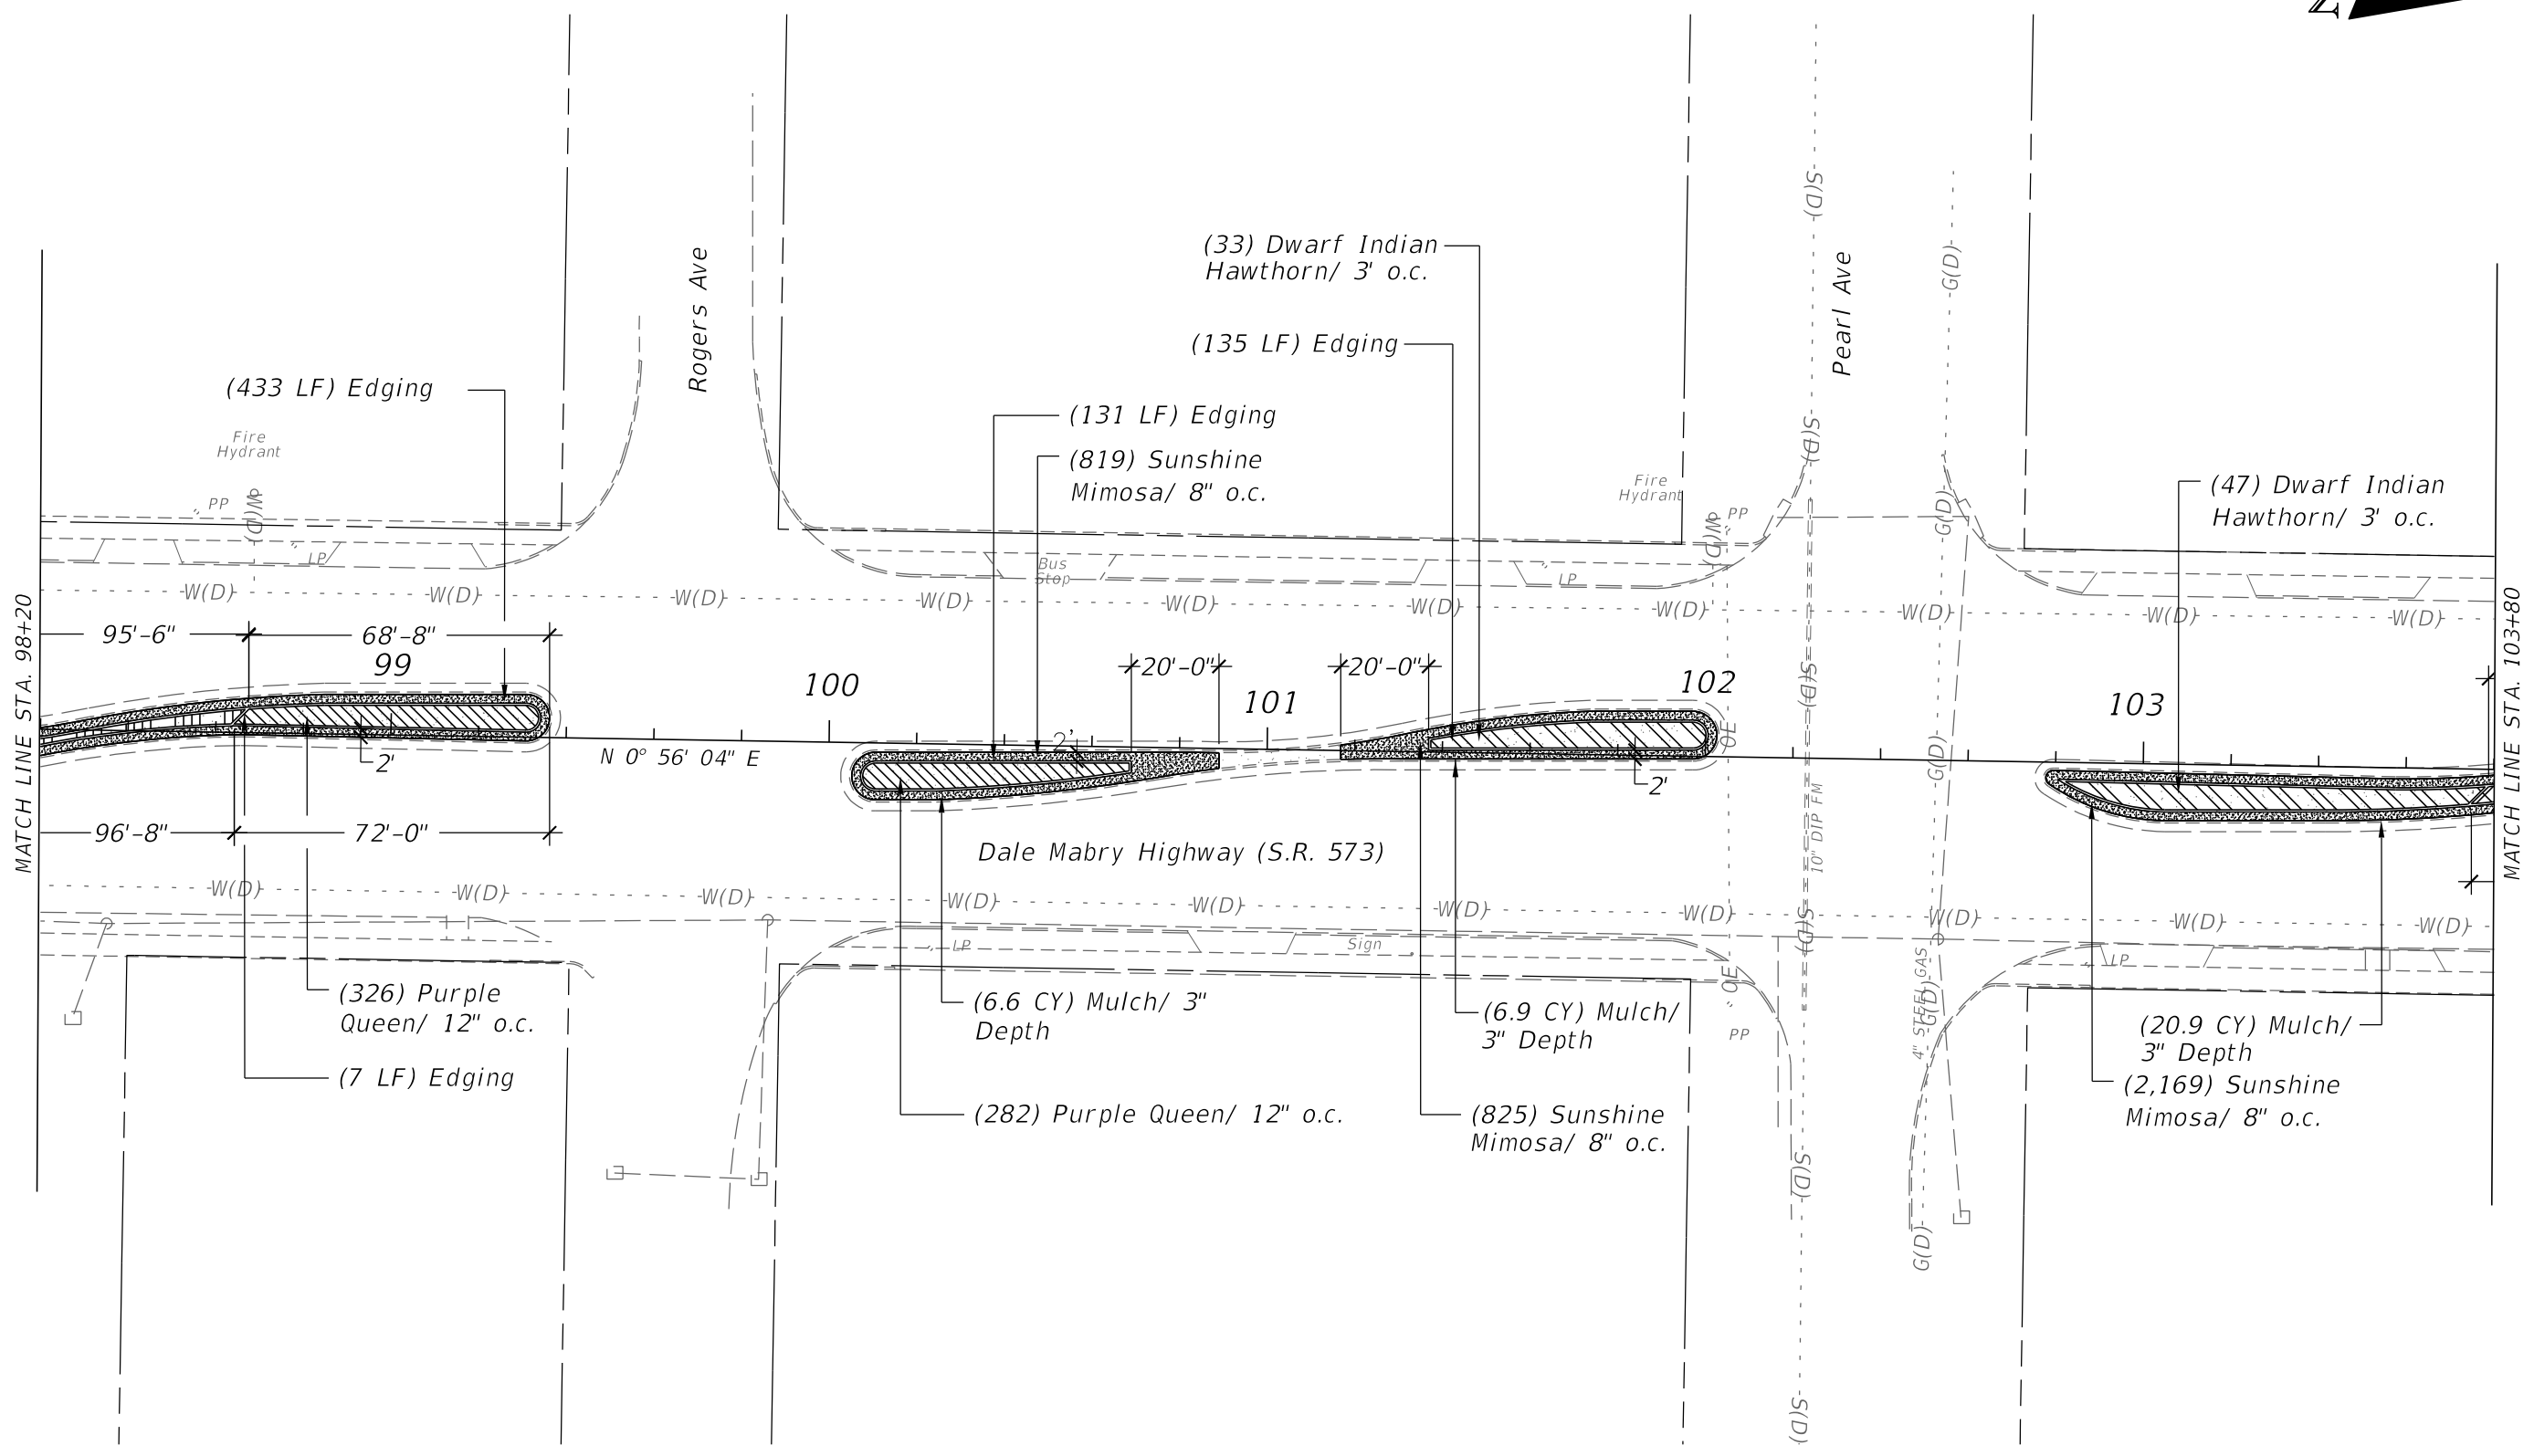 N
(33) Dwarf Indian
Hawthorn/ 3' o.c.
Rogers Ave
Pearl Ave
S(D)
G(D)
(135 LF) Edging
(433 LF) Edging
(131 LF) Edging
Fire
Hydrant
(819) Sunshine
Mimosa/ 8" o.c.
S(D)
Fire
Hydrant
(47) Dwarf Indian
Hawthorn/ 3' o.c.
PP
W(D)
LP
Bus
Stop
LP
W(D)
PP
G(D)
W(D) W(D) W(D) W(D) W(D) W(D) W(D) W(D) W(D) W(D)
MATCH LINE STA. 98+20
MATCH LINE STA. 103+80
95'-6" 68'-8"
99
100
20'-0"
101
20'-0"
102
S(D)
103
2'
N 0° 56' 04" E
2'
OE
2'
G(D)
10" DIP FM
96'-8" 72'-0"
Dale Mabry Highway (S.R. 573)
W(D) W(D) W(D) W(D) W(D) W(D) W(D) W(D) W(D) W(D)
LP
Sign
S(D)
LP
OE
PP
4" STEEL GAS
G(D)
(326) Purple
Queen/ 12" o.c.
(6.6 CY) Mulch/ 3"
Depth
(6.9 CY) Mulch/
3" Depth
(20.9 CY) Mulch/
3" Depth
(7 LF) Edging
(282) Purple Queen/ 12" o.c.
(825) Sunshine
Mimosa/ 8" o.c.
(2,169) Sunshine
Mimosa/ 8" o.c.
S(D)
G(D)
S(D)